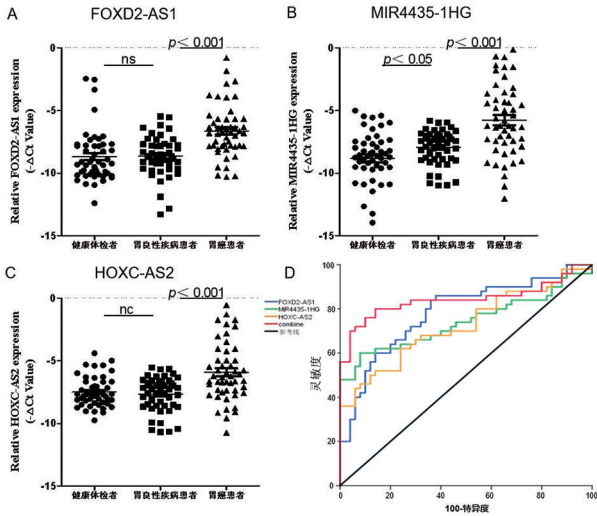 A
FOXD2-AS1
p< 0.001
ns
Relative FOXD2-AS1 expression
(-△Ct Value)
0
-5
-10
-15
健康体检者
胃良性疾病患者
胃癌患者
B
MIR4435-1HG
p< 0.001
p < 0.05
Relative MIR4435-1HG expression
(-△Ct Value)
0
-5
-10
-15
健康体检者
胃良性疾病患者
胃癌患者
C
HOXC-AS2
p< 0.001
nc
Relative HOXC-AS2 expression
(-△Ct Value)
0
-5
-10
-15
健康体检者
胃良性疾病患者
胃癌患者
D
FOXD2-AS1
MIR4435-1HG
HOXC-AS2
combine
参考线
灵敏度
100
80
60
40
20
0
0 20 40 60 80 100
100-特异度